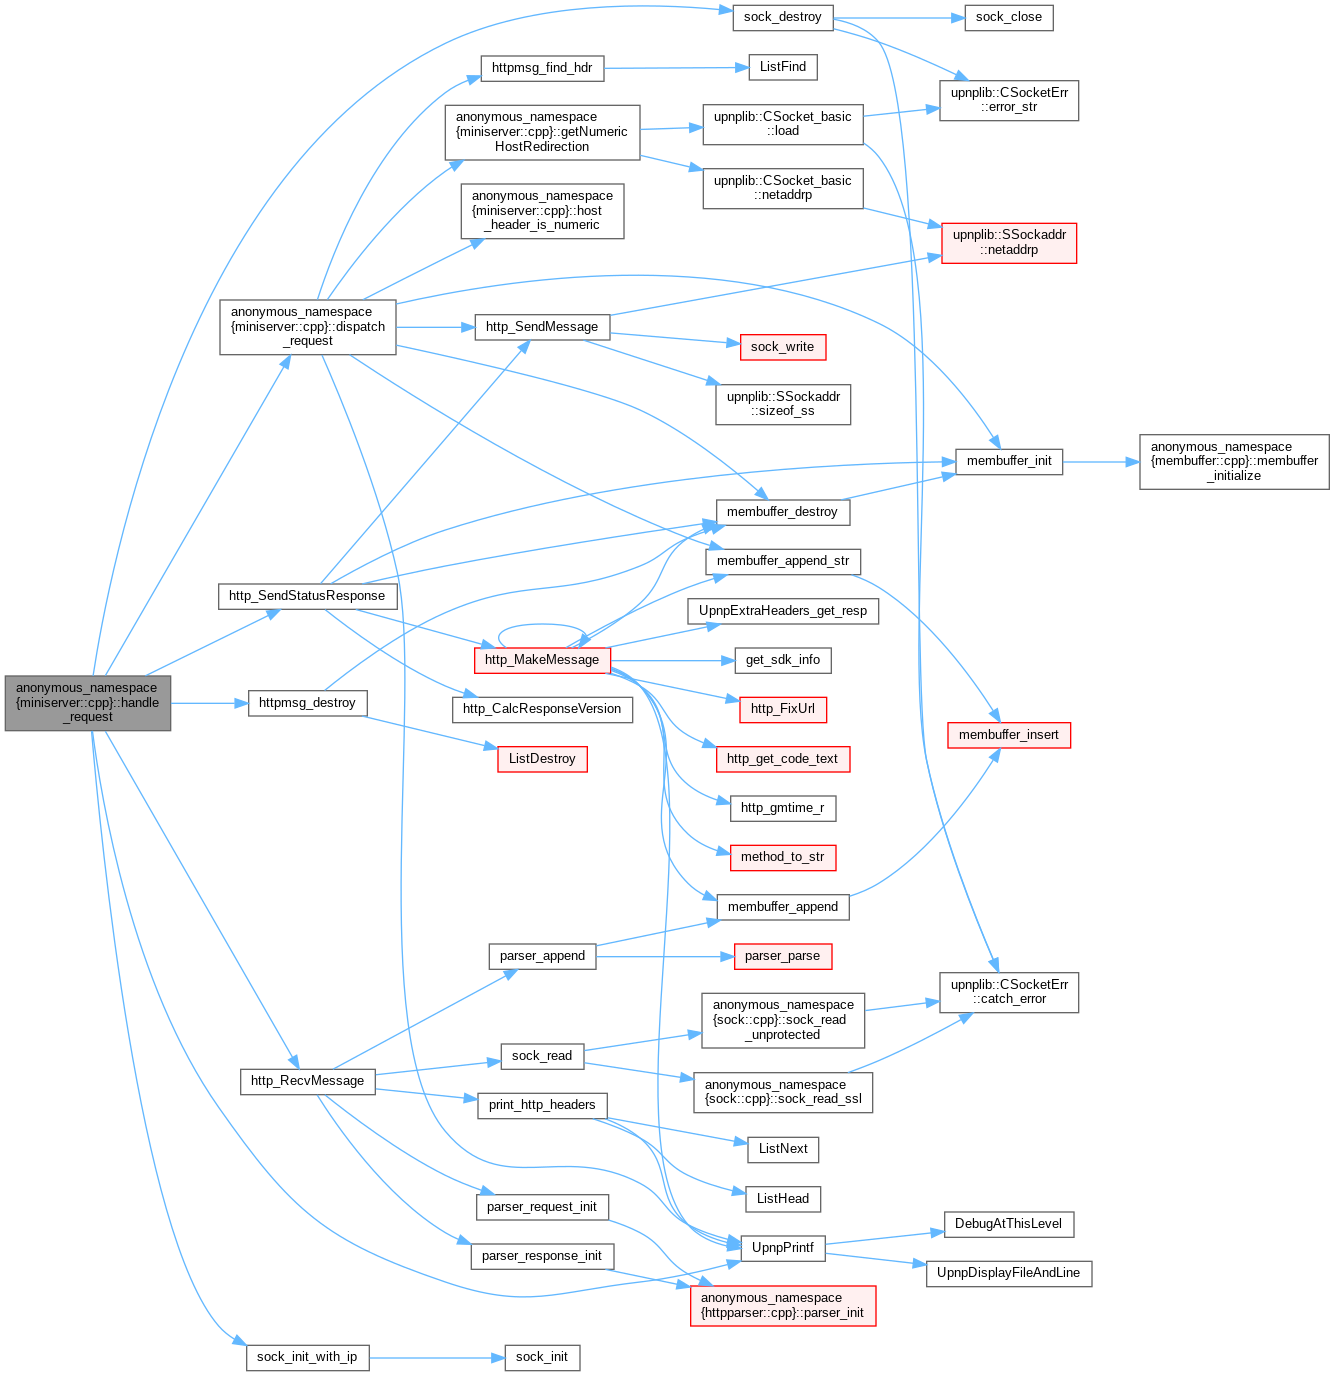 sock_destroy
sock_close
httpmsg_find_hdr
ListFind
upnplib::CSocketErr
::error_str
anonymous_namespace
{miniserver::cpp}::getNumeric
HostRedirection
upnplib::CSocket_basic
::load
upnplib::CSocket_basic
::netaddrp
anonymous_namespace
{miniserver::cpp}::host
_header_is_numeric
upnplib::SSockaddr
::netaddrp
anonymous_namespace
{miniserver::cpp}::dispatch
_request
http_SendMessage
sock_write
upnplib::SSockaddr
::sizeof_ss
membuffer_init
anonymous_namespace
{membuffer::cpp}::membuffer
_initialize
membuffer_destroy
membuffer_append_str
http_SendStatusResponse
UpnpExtraHeaders_get_resp
http_MakeMessage
get_sdk_info
anonymous_namespace
{miniserver::cpp}::handle
_request
httpmsg_destroy
http_CalcResponseVersion
http_FixUrl
membuffer_insert
ListDestroy
http_get_code_text
http_gmtime_r
method_to_str
membuffer_append
parser_append
parser_parse
upnplib::CSocketErr
::catch_error
anonymous_namespace
{sock::cpp}::sock_read
_unprotected
sock_read
http_RecvMessage
anonymous_namespace
{sock::cpp}::sock_read_ssl
print_http_headers
ListNext
ListHead
parser_request_init
DebugAtThisLevel
UpnpPrintf
parser_response_init
UpnpDisplayFileAndLine
anonymous_namespace
{httpparser::cpp}::parser_init
sock_init_with_ip
sock_init